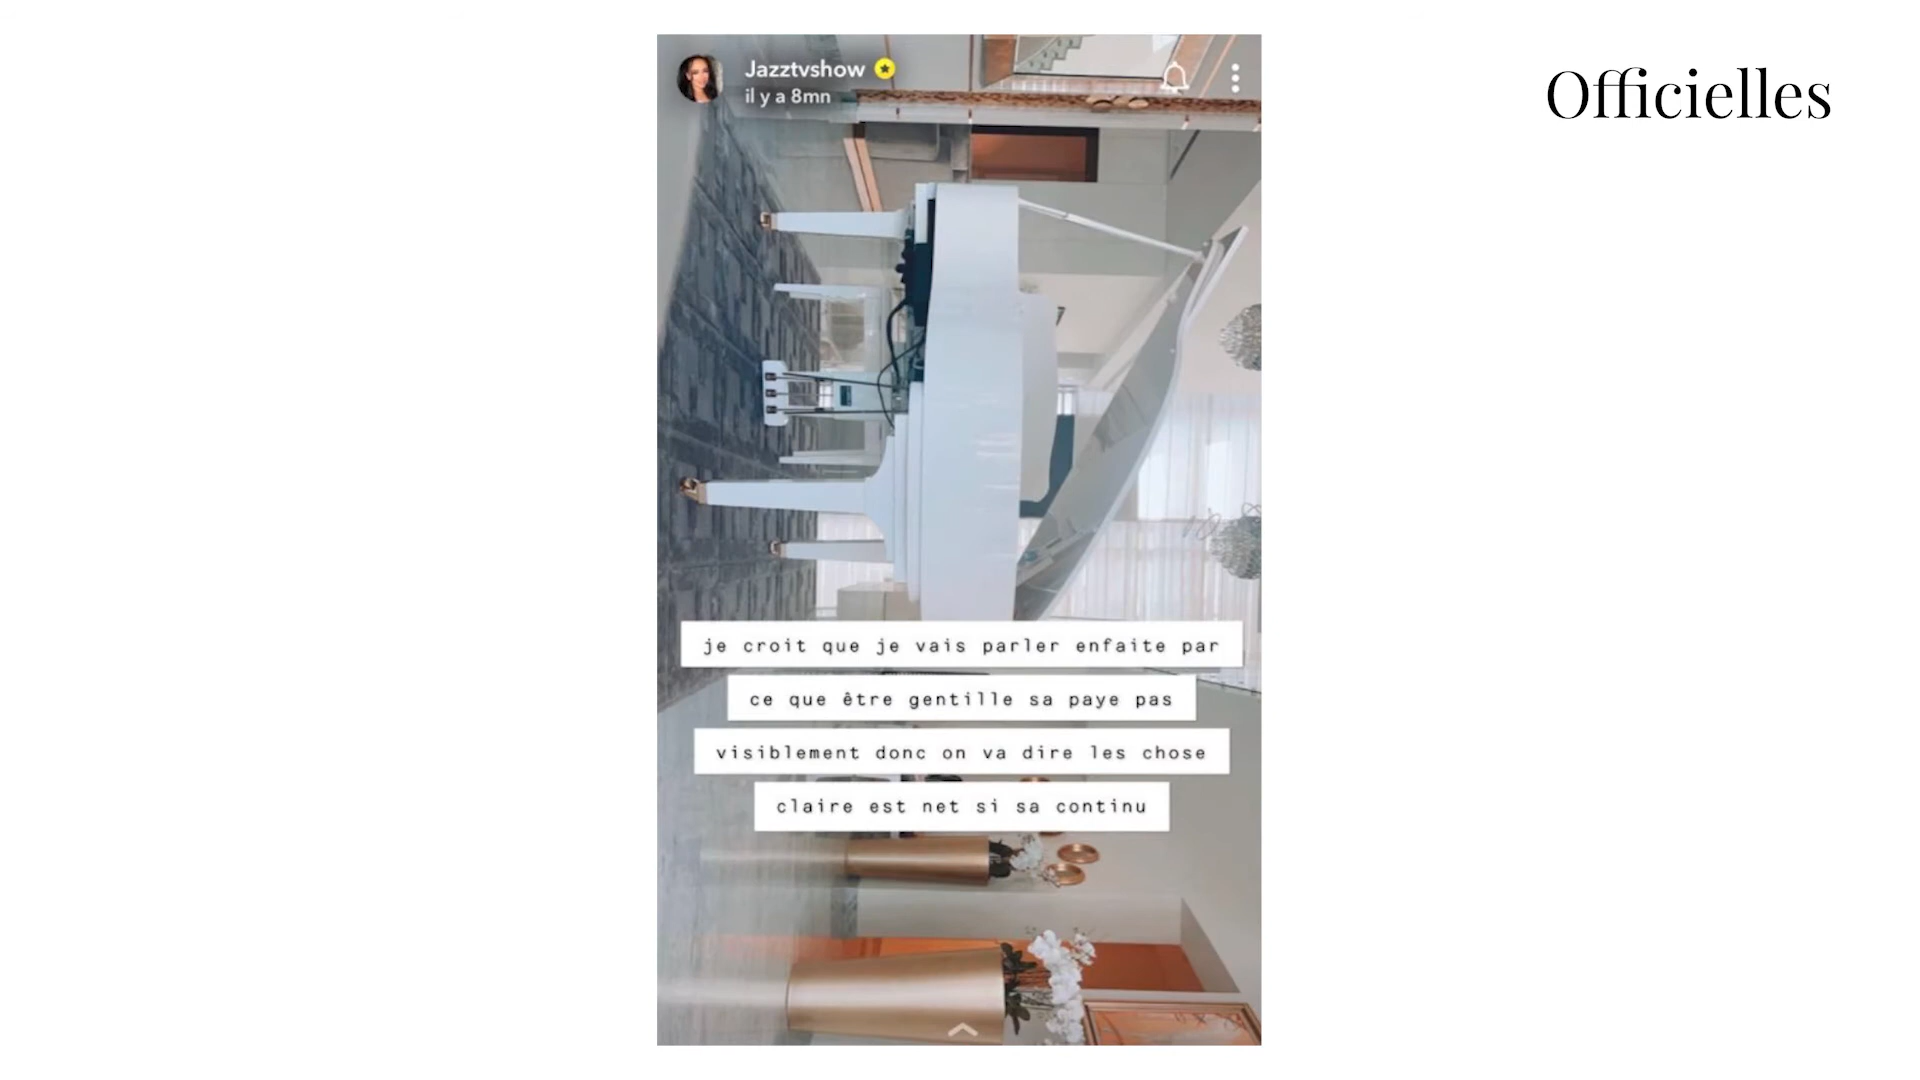 Jazztvshow
il y a 8mn
Officielles
je croit que je vais parler enfaite par
ce que être gentille sa paye pas
visiblement donc on va dire les chose
claire est net si sa continu